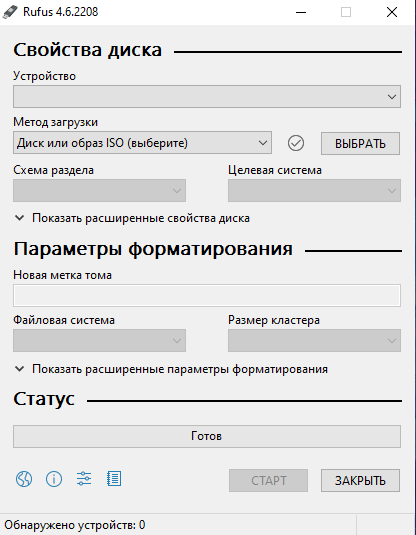 Rufus 4.6.2208
Свойства диска
Устройство
Метод загрузки
Диск или образ ISO (выберите)
ВЫБРАТЬ
Схема раздела
Целевая система
Показать расширенные свойства диска
Параметры форматирования
Новая метка тома
Файловая система
Размер кластера
Показать расширенные параметры форматирования
Статус
Готов
СТАРТ
ЗАКРЫТЬ
Обнаружено устройств: 0